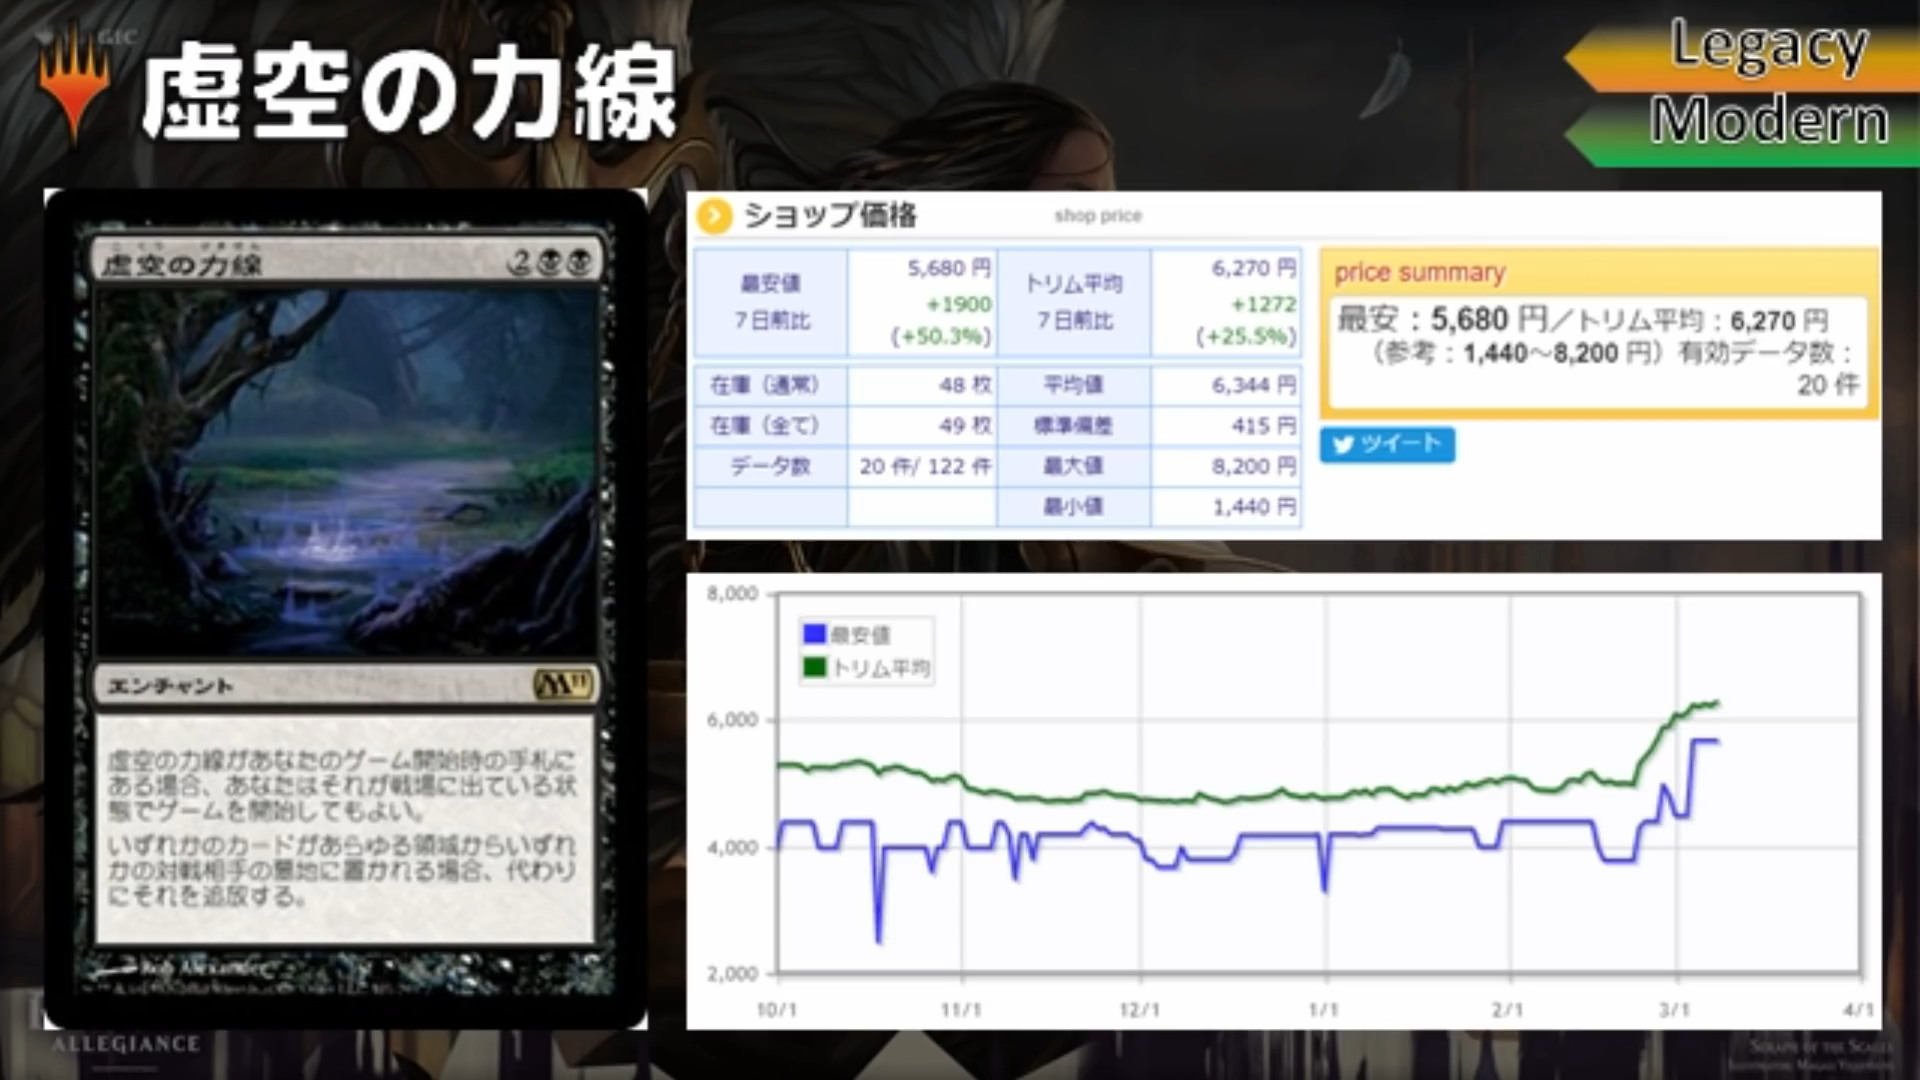 虚空の力線
Legacy
Modern
虚空の力線
2
エンチャント
M11
虚空の力線があなたのゲーム開始時の手札に
ある場合、あなたはそれが戦場に出ている状
態でゲームを開始してもよい。
いずれかのカードがあらゆる領域からいずれ
かの対戦相手の墓地に置かれる場合、代わり
にそれを追放する。
Rob Alexander
ALLEGIANCE
ショップ価格 shop price
最安値 7日前比 5,680 円 +1900 (+50.3%) トリム平均 7日前比 6,270 円 +1272 (+25.5%)
在庫（通常） 48 枚 平均値 6,344 円
在庫（全て） 49 枚 標準偏差 415 円
データ数 20 件/ 122 件 最大値 8,200 円
最小値 1,440 円
price summary
最安：5,680 円／トリム平均：6,270 円
（参考：1,440～8,200 円）有効データ数：
20 件
ツイート
8,000
6,000
4,000
2,000
最安値
トリム平均
10/1 11/1 12/1 1/1 2/1 3/1 4/1